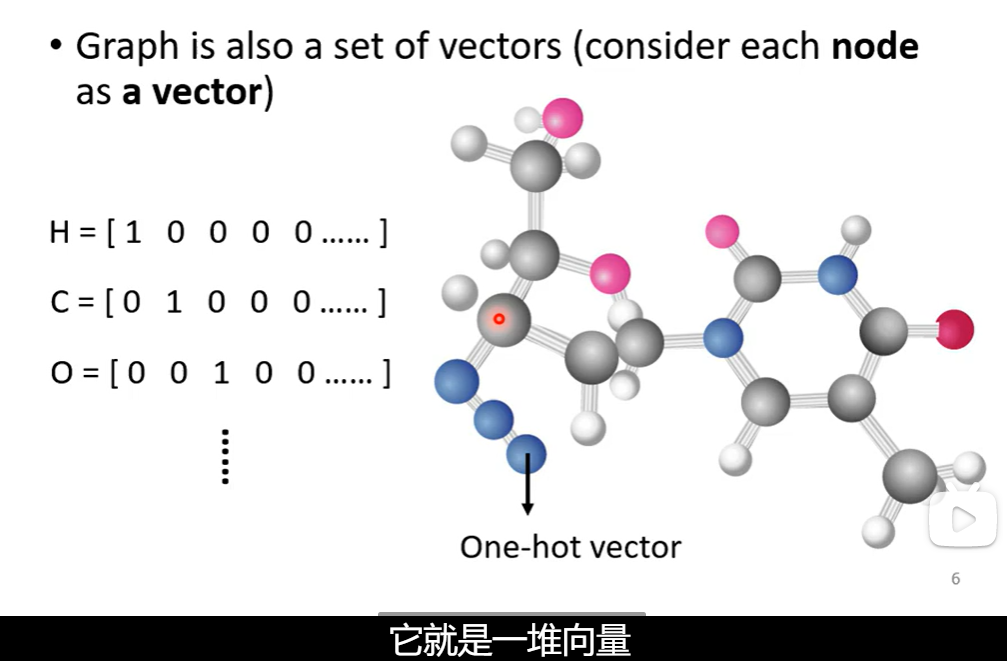 • Graph is also a set of vectors (consider each node
as a vector)
H = [ 1 0 0 0 0 …… ]
C = [ 0 1 0 0 0 …… ]
O = [ 0 0 1 0 0 …… ]
……
One-hot vector
6
它就是一堆向量